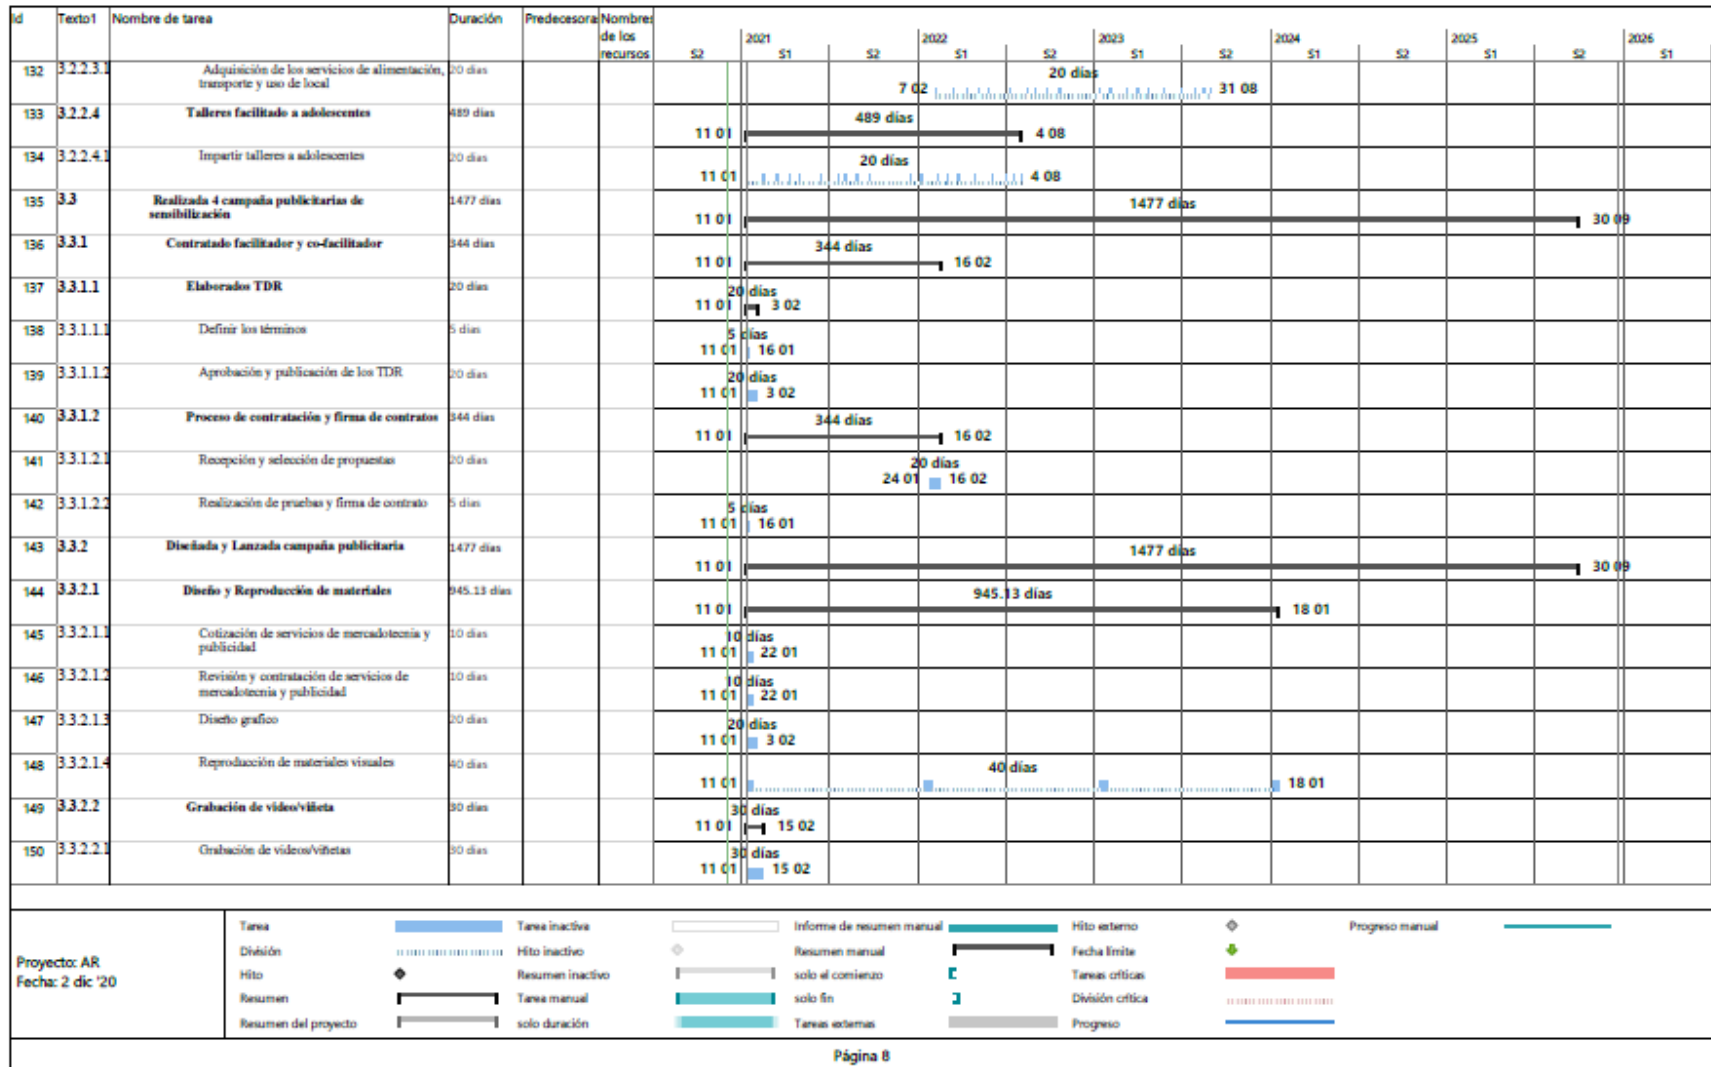 Id Texto1 Nombre de tarea Duración Predecesora Nombres
de los
recursos
2021 2022 2023 2024 2025 2026
S2 S1 S2 S1 S2 S1 S2 S1 S2 S1 S2 S1
132 3.2.2.3.1 Adquisición de los servicios de alimentación, 20 días
transporte y uso de local
20 días
7 02 31 08
133 3.2.2.4 Talleres facilitado a adolescentes 489 días
489 días
11 01 4 08
134 3.2.2.4.1 Impartir talleres a adolescentes 20 días
20 días
11 01 4 08
135 3.3 Realizada 4 campaña publicitarias de 1477 días
sensibilización
1477 días
11 01 30 09
136 3.3.1 Contratado facilitador y co-facilitador 344 días
344 días
11 01 16 02
137 3.3.1.1 Elaborados TDR 20 días
20 días
11 01 3 02
138 3.3.1.1.1 Definir los términos 5 días
5 días
11 01 16 01
139 3.3.1.1.2 Aprobación y publicación de los TDR 20 días
20 días
11 01 3 02
140 3.3.1.2 Proceso de contratación y firma de contratos 344 días
344 días
11 01 16 02
141 3.3.1.2.1 Recepción y selección de propuestas 20 días
20 días
24 01 16 02
142 3.3.1.2.2 Realización de pruebas y firma de contrato 5 días
5 días
11 01 16 01
143 3.3.2 Diseñada y Lanzada campaña publicitaria 1477 días
1477 días
11 01 30 09
144 3.3.2.1 Diseño y Reproducción de materiales 945.13 días
945.13 días
11 01 18 01
145 3.3.2.1.1 Cotización de servicios de mercadotecnia y 10 días
publicidad
10 días
11 01 22 01
146 3.3.2.1.2 Revisión y contratación de servicios de 10 días
mercadotecnia y publicidad
10 días
11 01 22 01
147 3.3.2.1.3 Diseño grafico 20 días
20 días
11 01 3 02
148 3.3.2.1.4 Reproducción de materiales visuales 40 días
40 días
11 01 18 01
149 3.3.2.2 Grabación de video/viñeta 30 días
30 días
11 01 15 02
150 3.3.2.2.1 Grabación de videos/viñetas 30 días
30 días
11 01 15 02
Proyecto: AR
Fecha: 2 dic '20
Tarea Tarea inactiva Informe de resumen manual Hito externo Progreso manual
División Hito inactivo Resumen manual Fecha límite
Hito Resumen inactivo solo el comienzo Tareas críticas
Resumen Tarea manual solo fin División crítica
Resumen del proyecto solo duración Tareas externas Progreso
Página 8